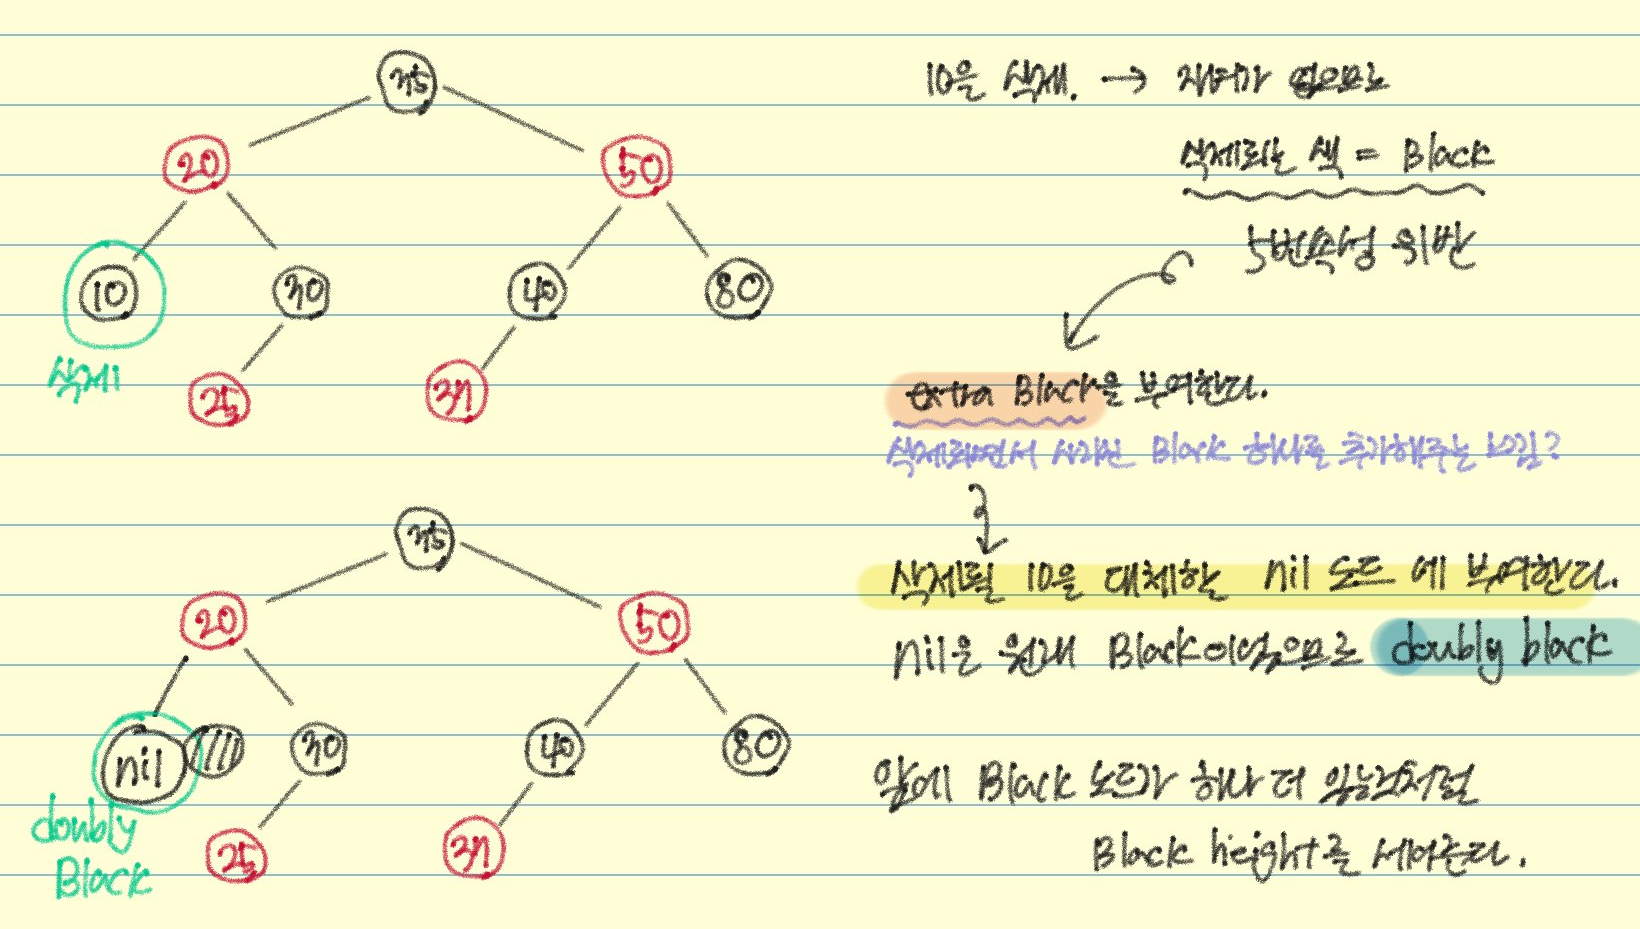 35
20
50
10
30
40
80
삭제
25
37
10을 삭제. → 자녀가 없으므로
삭제되는 색 = Black
5번속성 위반
extra Black을 부여한다.
삭제되면서 사라진 Black 하나를 추가해주는 느낌?
삭제될 10을 대체하는 nil 노드에 부여한다.
nil은 원래 Black이었으므로 doubly black
앞에 Black 노드가 하나 더 있는것처럼
Black height를 세아준다.
35
20
50
nil
30
40
80
doubly
Black
25
37